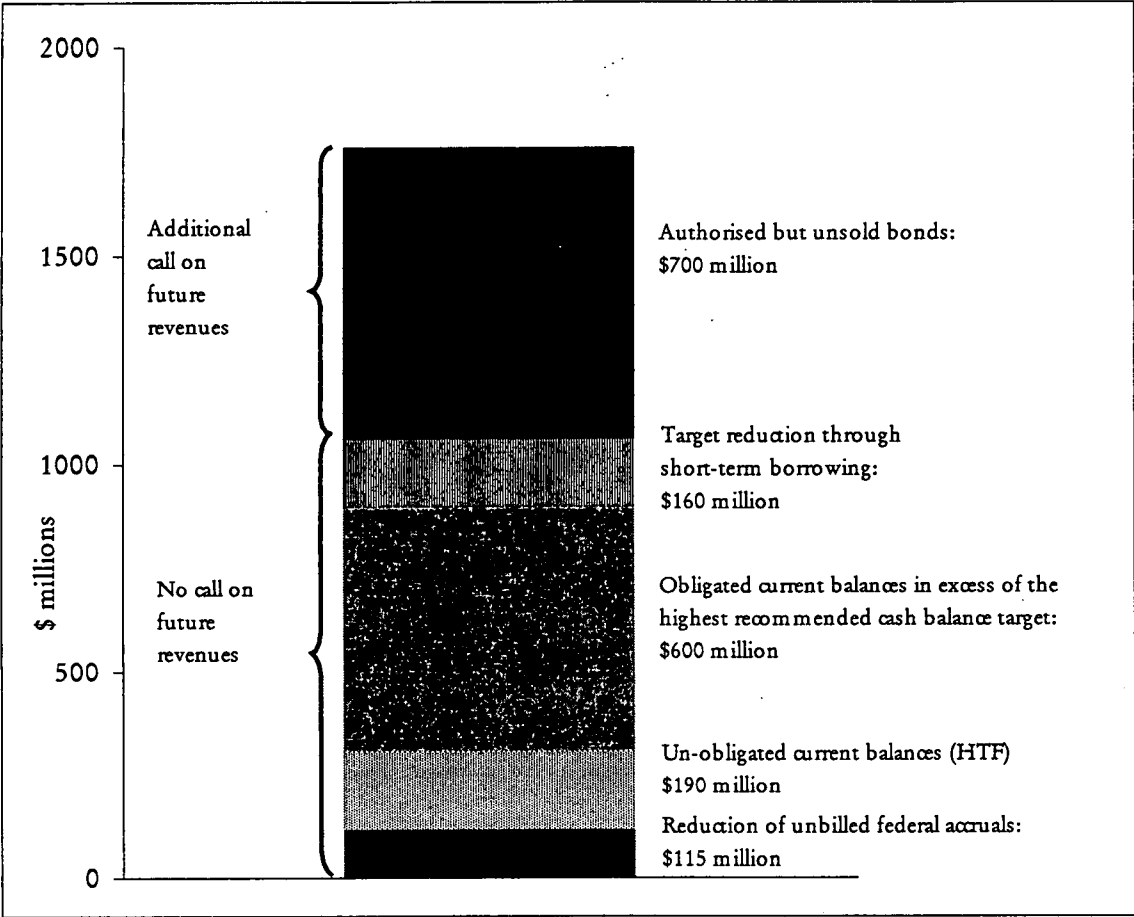 2000
1500
1000
500
0
$ millions
Additional
call on
future
revenues
No call on
future
revenues
Authorised but unsold bonds:
$700 million
Target reduction through
short-term borrowing:
$160 million
Obligated current balances in excess of the
highest recommended cash balance target:
$600 million
Un-obligated current balances (HTF)
$190 million
Reduction of unbilled federal accruals:
$115 million